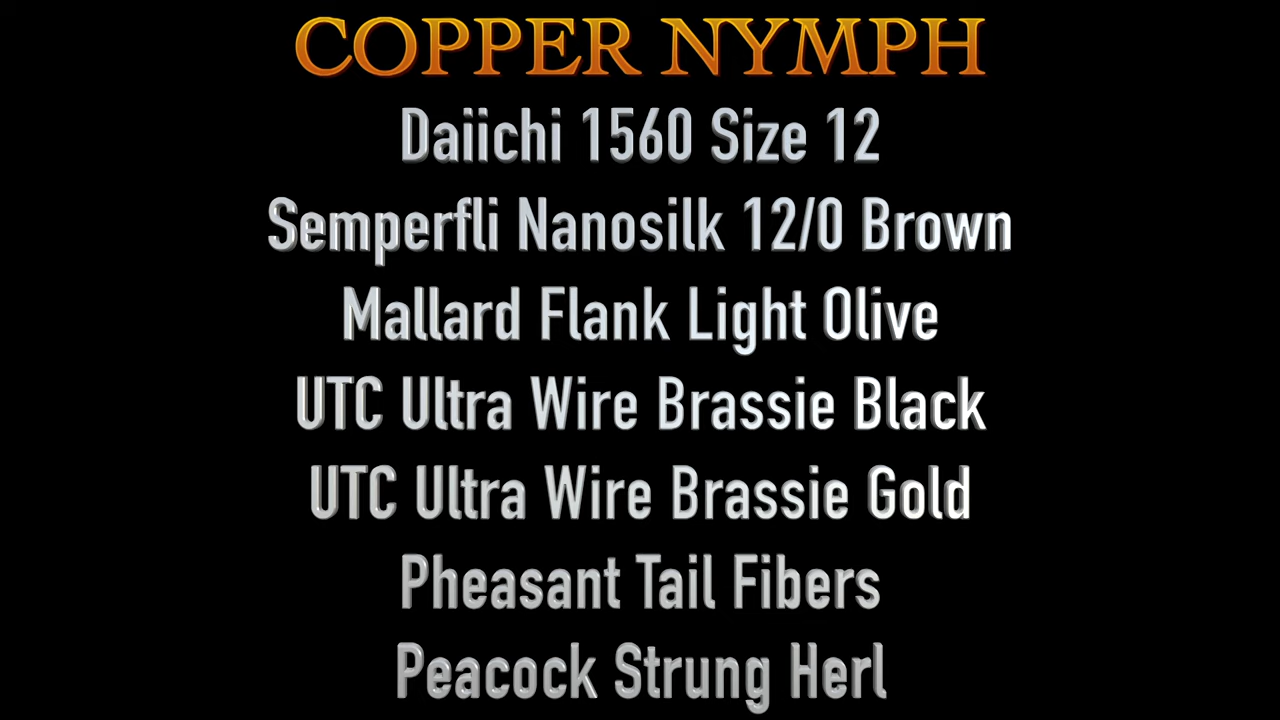 COPPER NYMPH
Daiichi 1560 Size 12
Semperfli Nanosilk 12/0 Brown
Mallard Flank Light Olive
UTC Ultra Wire Brassie Black
UTC Ultra Wire Brassie Gold
Pheasant Tail Fibers
Peacock Strung Herl